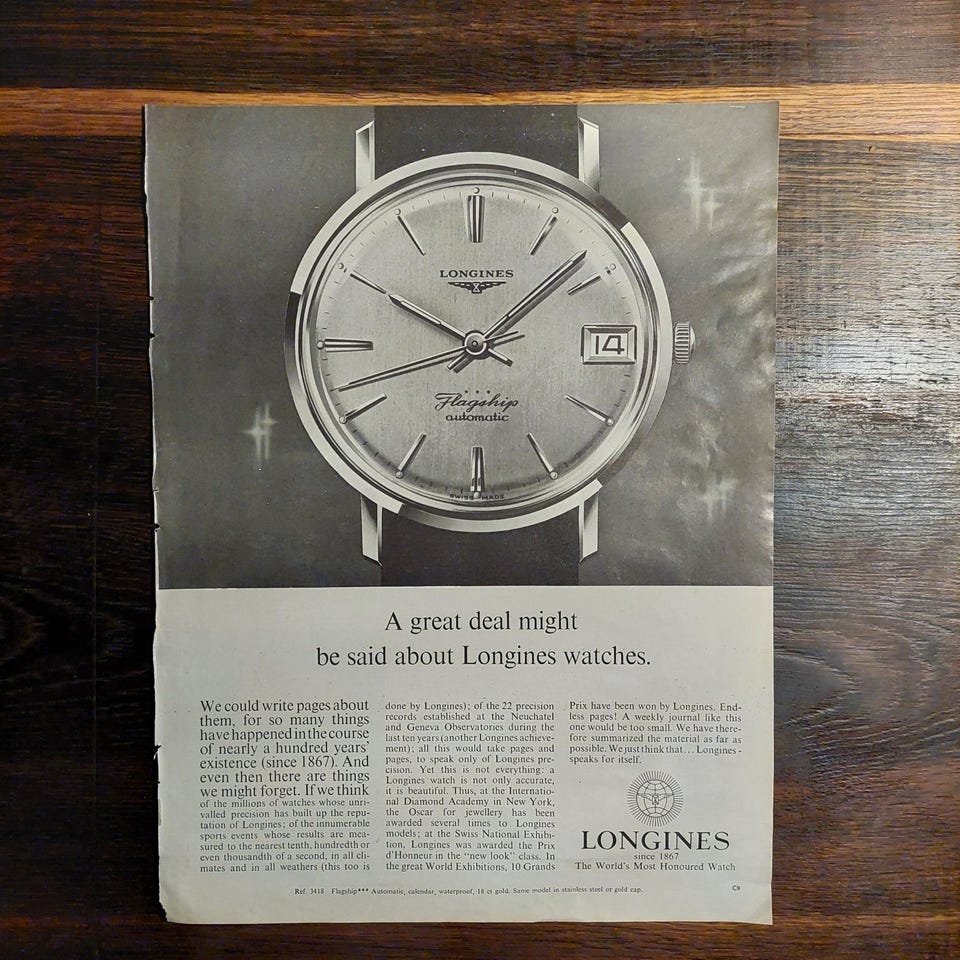 LONGINES
14
Flagship
automatic
SWISS MADE
A great deal might
be said about Longines watches.
We could write pages about
them, for so many things
have happened in the course
of nearly a hundred years'
existence (since 1867). And
even then there are things
we might forget. If we think
of the millions of watches whose unri-
valled precision has built up the repu-
tation of Longines; of the innumerable
sports events whose results are mea-
sured to the nearest tenth, hundredth or
even thousandth of a second, in all cli-
mates and in all weathers (this too is
done by Longines); of the 22 precision
records established at the Neuchatel
and Geneva Observatories during the
last ten years (another Longines achieve-
ment); all this would take pages and
pages, to speak only of Longines pre-
cision. Yet this is not everything: a
Longines watch is not only accurate,
it is beautiful. Thus, at the Internatio-
nal Diamond Academy in New York,
the Oscar for jewellery has been
awarded several times to Longines
models; at the Swiss National Exhibi-
tion, Longines was awarded the Prix
d'Honneur in the "new look" class. In
the great World Exhibitions, 10 Grands
Prix have been won by Longines. End-
less pages! A weekly journal like this
one would be too small. We have there-
fore summarized the material as far as
possible. We just think that... Longines -
speaks for itself.
LONGINES
since 1867
The World's Most Honoured Watch
Ref. 3418 Flagship*** Automatic, calendar, waterproof, 18 ct gold. Same model in stainless steel or gold cap.
C9